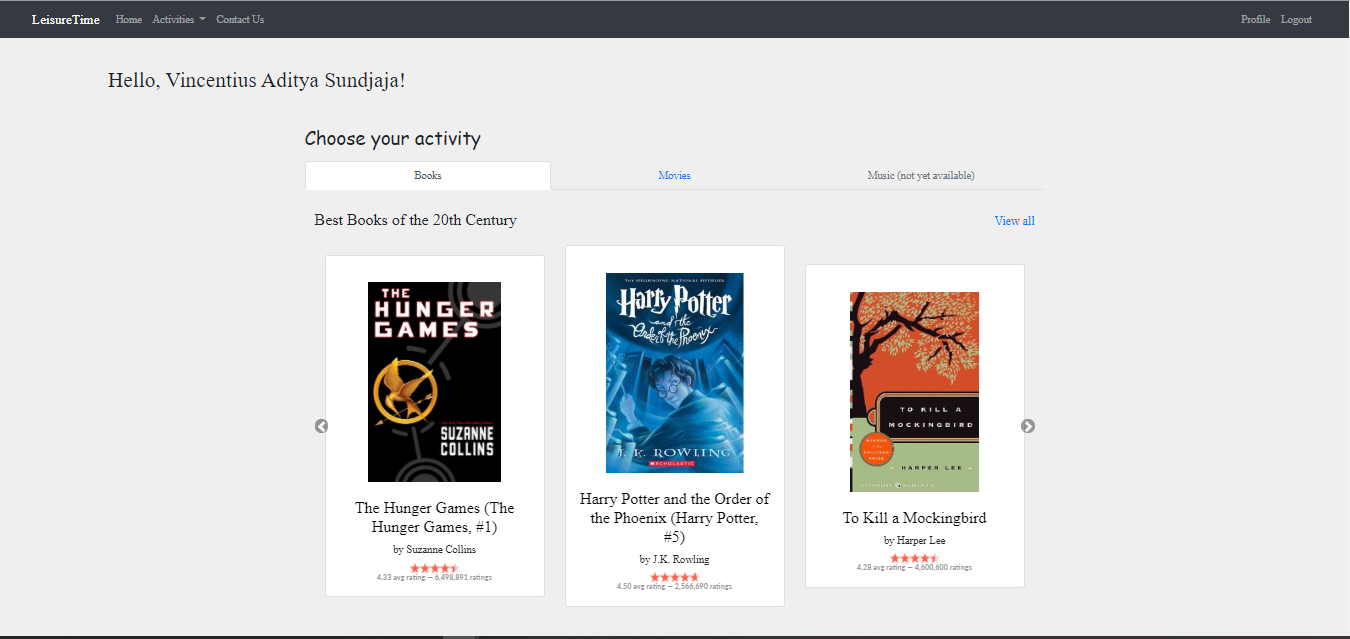 LeisureTime Home Activities Contact Us Profile Logout
Hello, Vincentius Aditya Sundjaja!
Choose your activity
Books Movies Music (not yet available)
Best Books of the 20th Century View all
THE
HUNGER
GAMES
SUZANNE
COLLINS
The Hunger Games (The
Hunger Games, #1)
by Suzanne Collins
4.33 avg rating — 6,498,891 ratings
Harry Potter
and the
Order of the Phoenix
J. K. ROWLING
SCHOLASTIC
Harry Potter and the Order of
the Phoenix (Harry Potter,
#5)
by J.K. Rowling
4.50 avg rating — 2,566,690 ratings
TO KILL A
MOCKINGBIRD
WINNER
of the
PULITZER
PRIZE
HARPER LEE
To Kill a Mockingbird
by Harper Lee
4.28 avg rating — 4,600,600 ratings